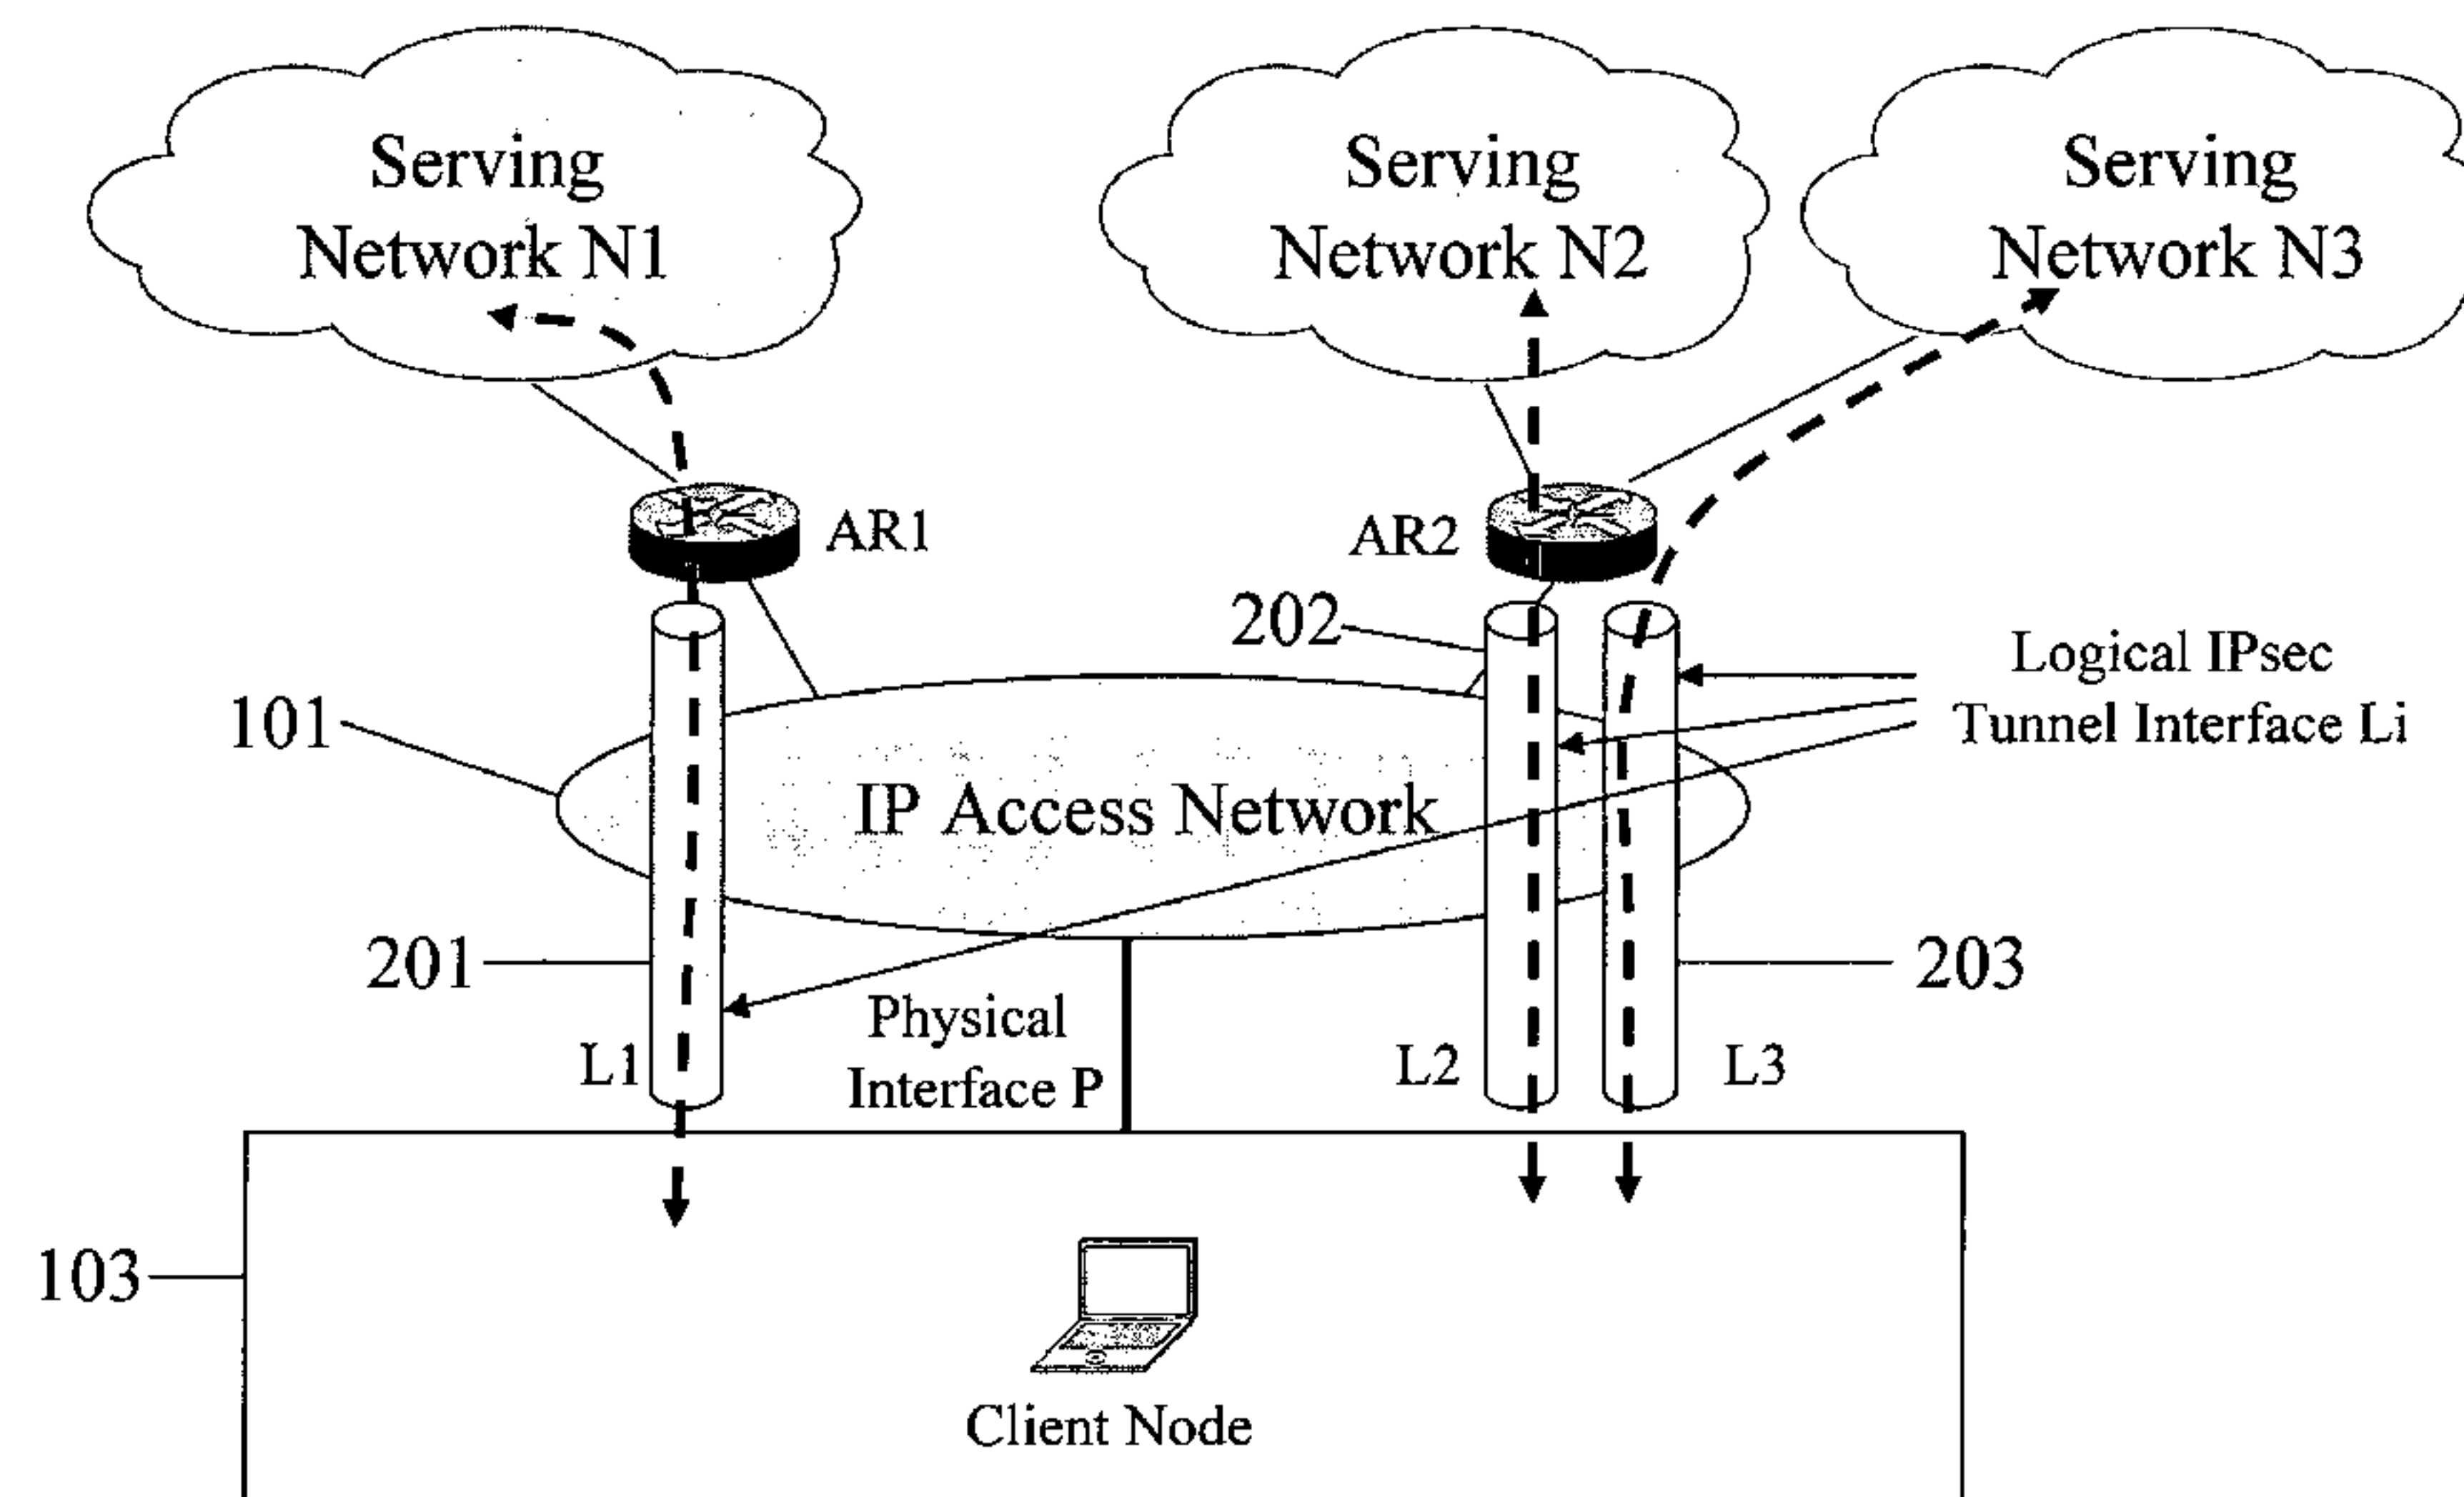 Serving
Network N1
Serving
Network N2
Serving
Network N3
AR1
AR2
202
Logical IPsec
Tunnel Interface Li
101
IP Access Network
201
203
Physical
Interface P
L1
L2
L3
103
Client Node